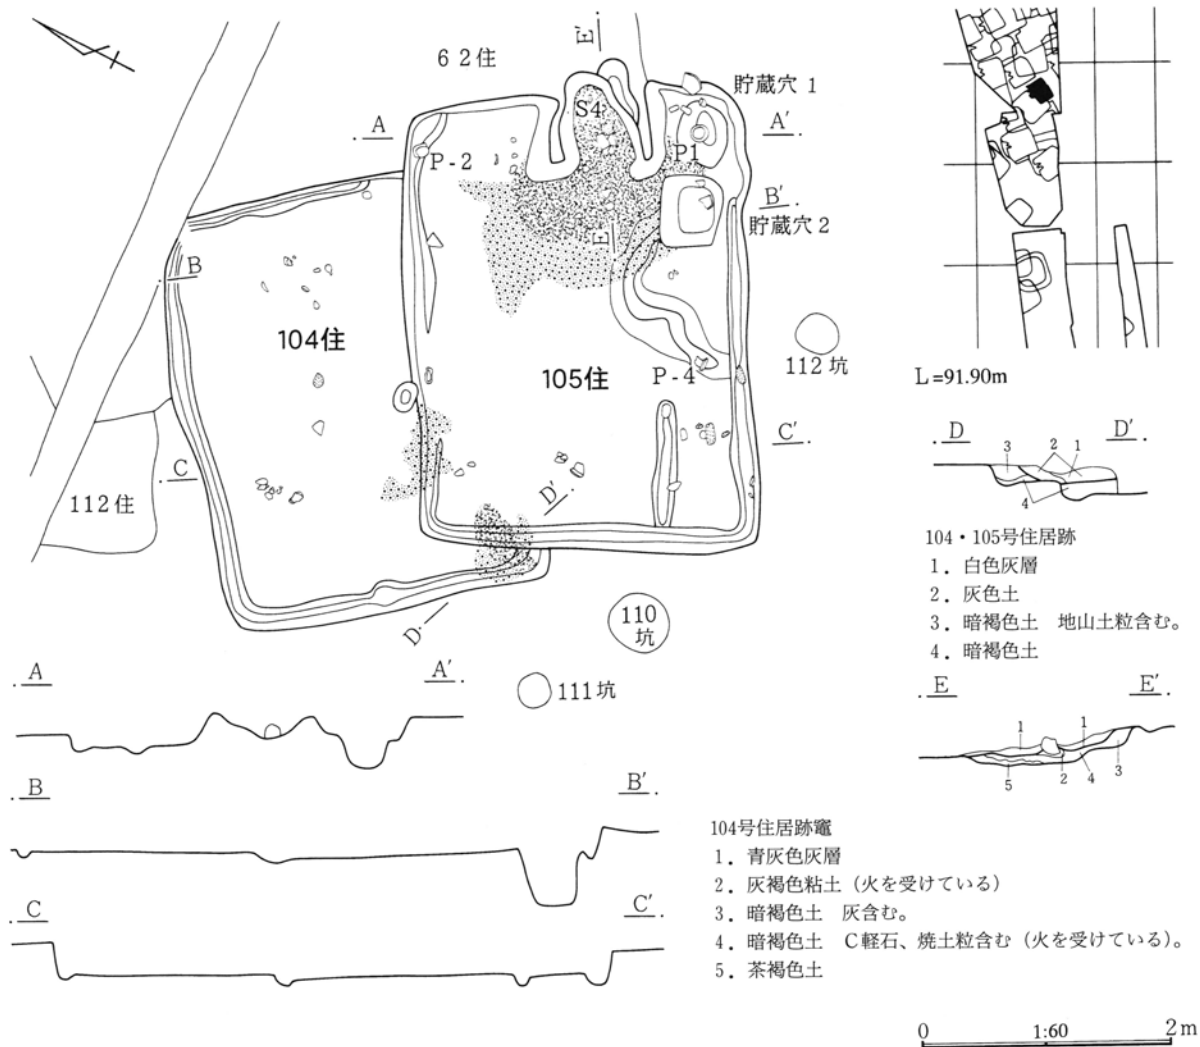 E'
62住
貯蔵穴 1
A
S4
A'
P-2
P1
B'
E
貯蔵穴 2
B
104住
105住
P-4
112坑
L=91.90m
C
C'
D'
112住
D
110
坑
D
D'
3
2
1
4
104・105号住居跡
1．白色灰層
2．灰色土
3．暗褐色土 地山土粒含む。
4．暗褐色土
A
A'
111坑
E
E'
1
1
5
2
4
3
B
B'
104号住居跡竈
1．青灰色灰層
2．灰褐色粘土（火を受けている）
3．暗褐色土 灰含む。
4．暗褐色土 C軽石、焼土粒含む（火を受けている）。
5．茶褐色土
C
C'
0
1:60
2m